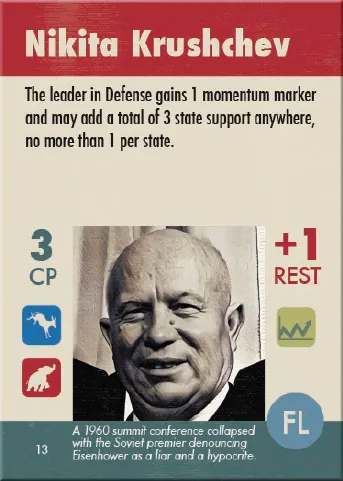 Nikita Krushchev
The leader in Defense gains 1 momentum marker
and may add a total of 3 state support anywhere,
no more than 1 per state.
3
CP
+1
REST
FL
13
A 1960 summit conference collapsed
with the Soviet premier denouncing
Eisenhower as a liar and a hypocrite.